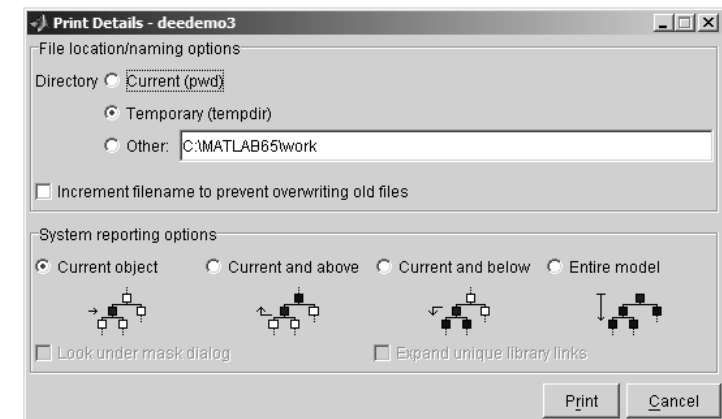 Print Details - deedemo3
File location/naming options
Directory Current (pwd)
Temporary (tempdir)
Other: C:\MATLAB65\work
Increment filename to prevent overwriting old files
System reporting options
Current object Current and above Current and below Entire model
Look under mask dialog Expand unique library links
Print Cancel